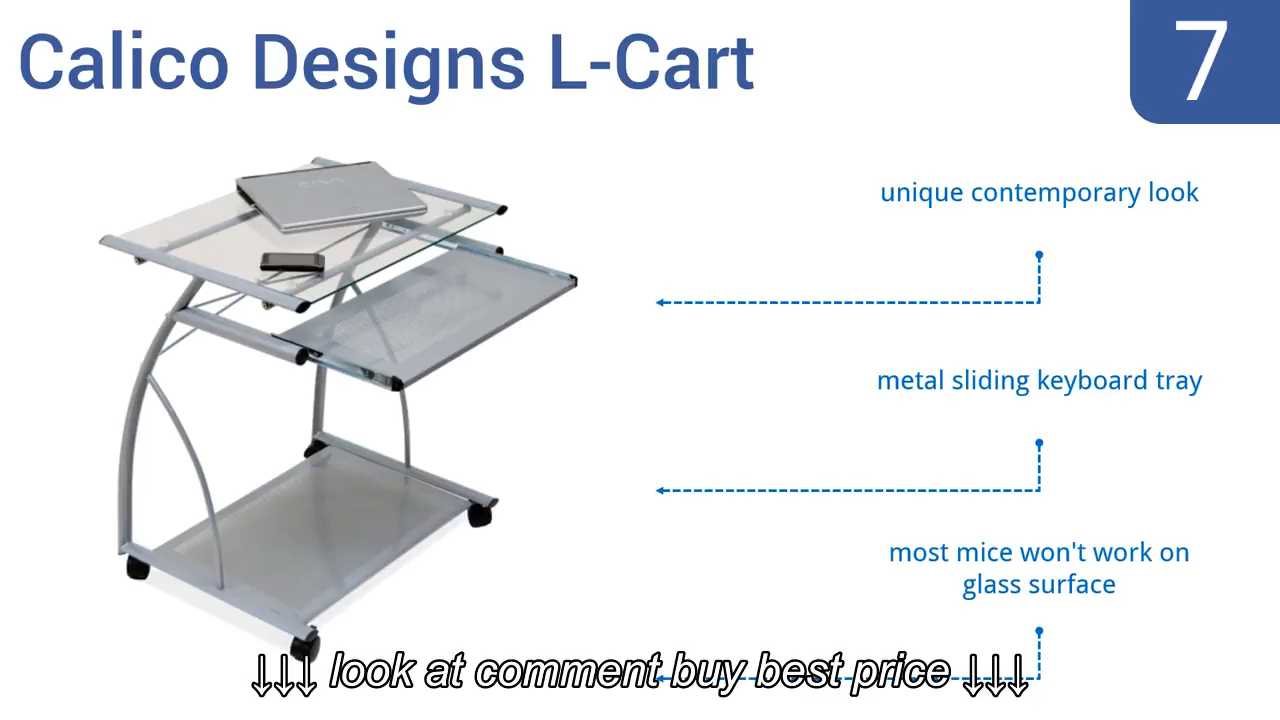 Calico Designs L-Cart
7
unique contemporary look
metal sliding keyboard tray
most mice won't work on
glass surface
↓↓↓ look at comment buy best price ↓↓↓